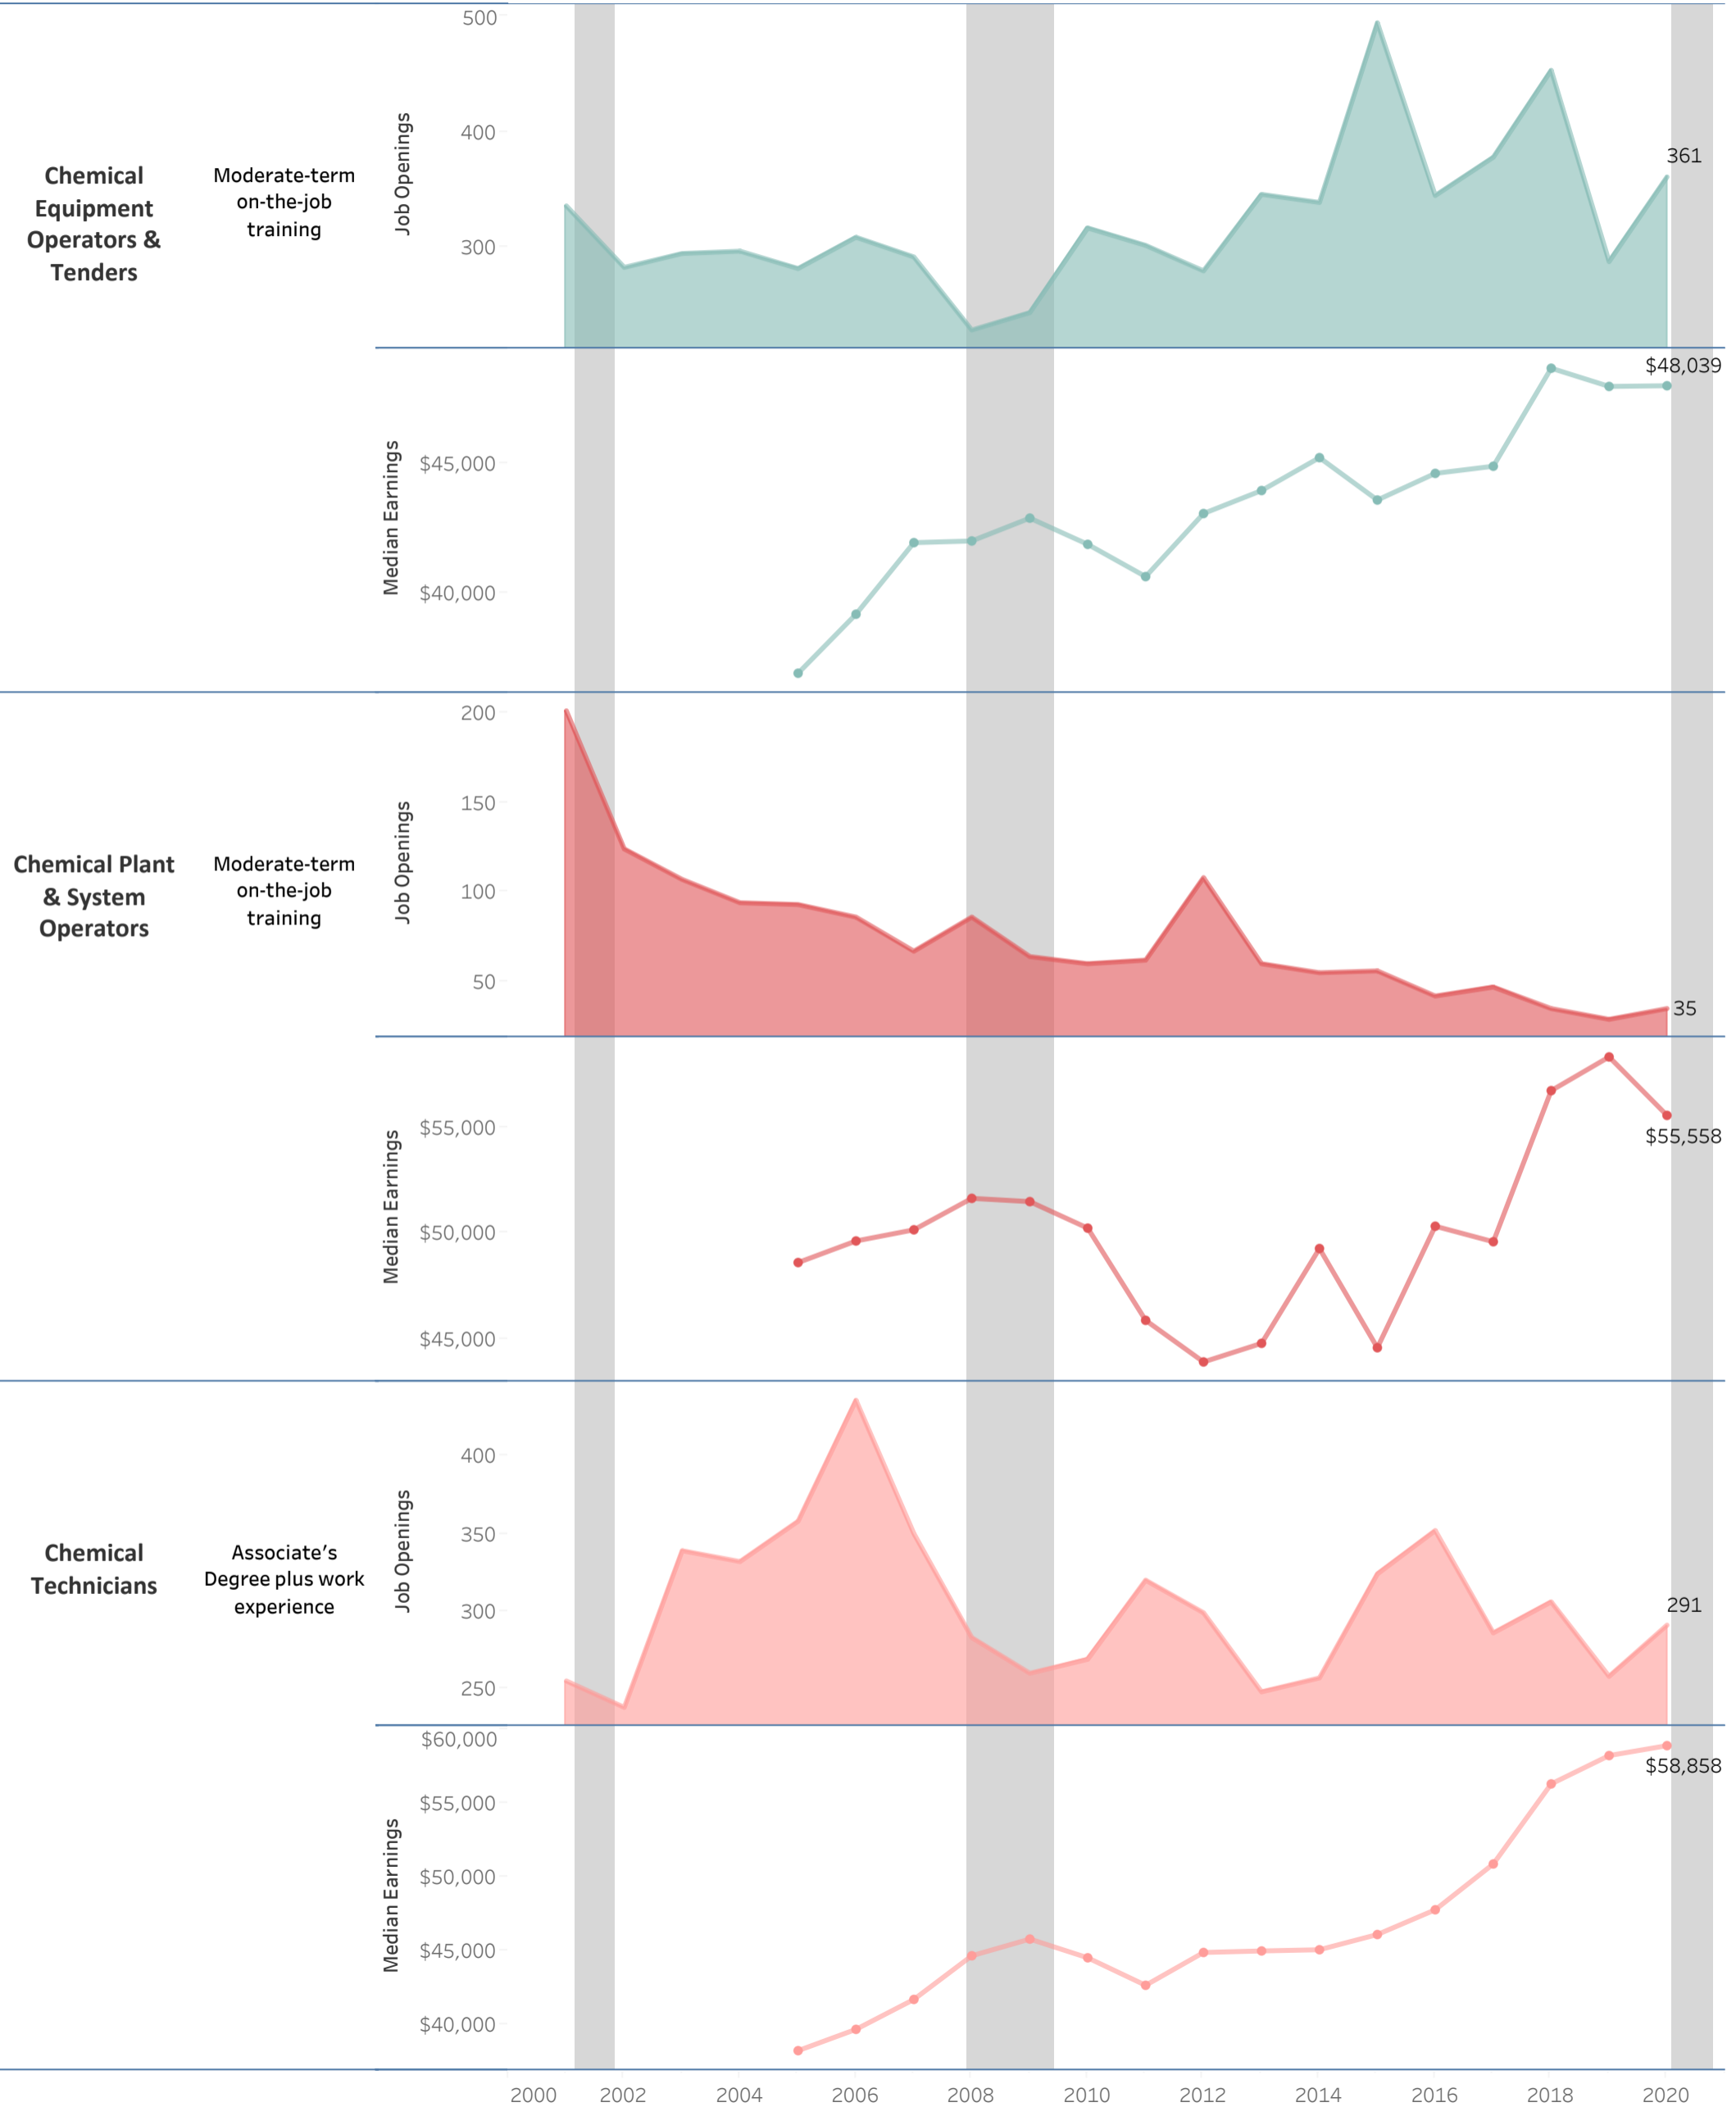 Chemical
Equipment
Operators &
Tenders
Moderate-term
on-the-job
training
Job Openings
500
400
300
361
Median Earnings
$45,000
$40,000
$48,039
Chemical Plant
& System
Operators
Moderate-term
on-the-job
training
Job Openings
200
150
100
50
35
Median Earnings
$55,000
$50,000
$45,000
$55,558
Chemical
Technicians
Associate's
Degree plus work
experience
Job Openings
400
350
300
250
291
Median Earnings
$60,000
$55,000
$50,000
$45,000
$40,000
$58,858
2000 2002 2004 2006 2008 2010 2012 2014 2016 2018 2020